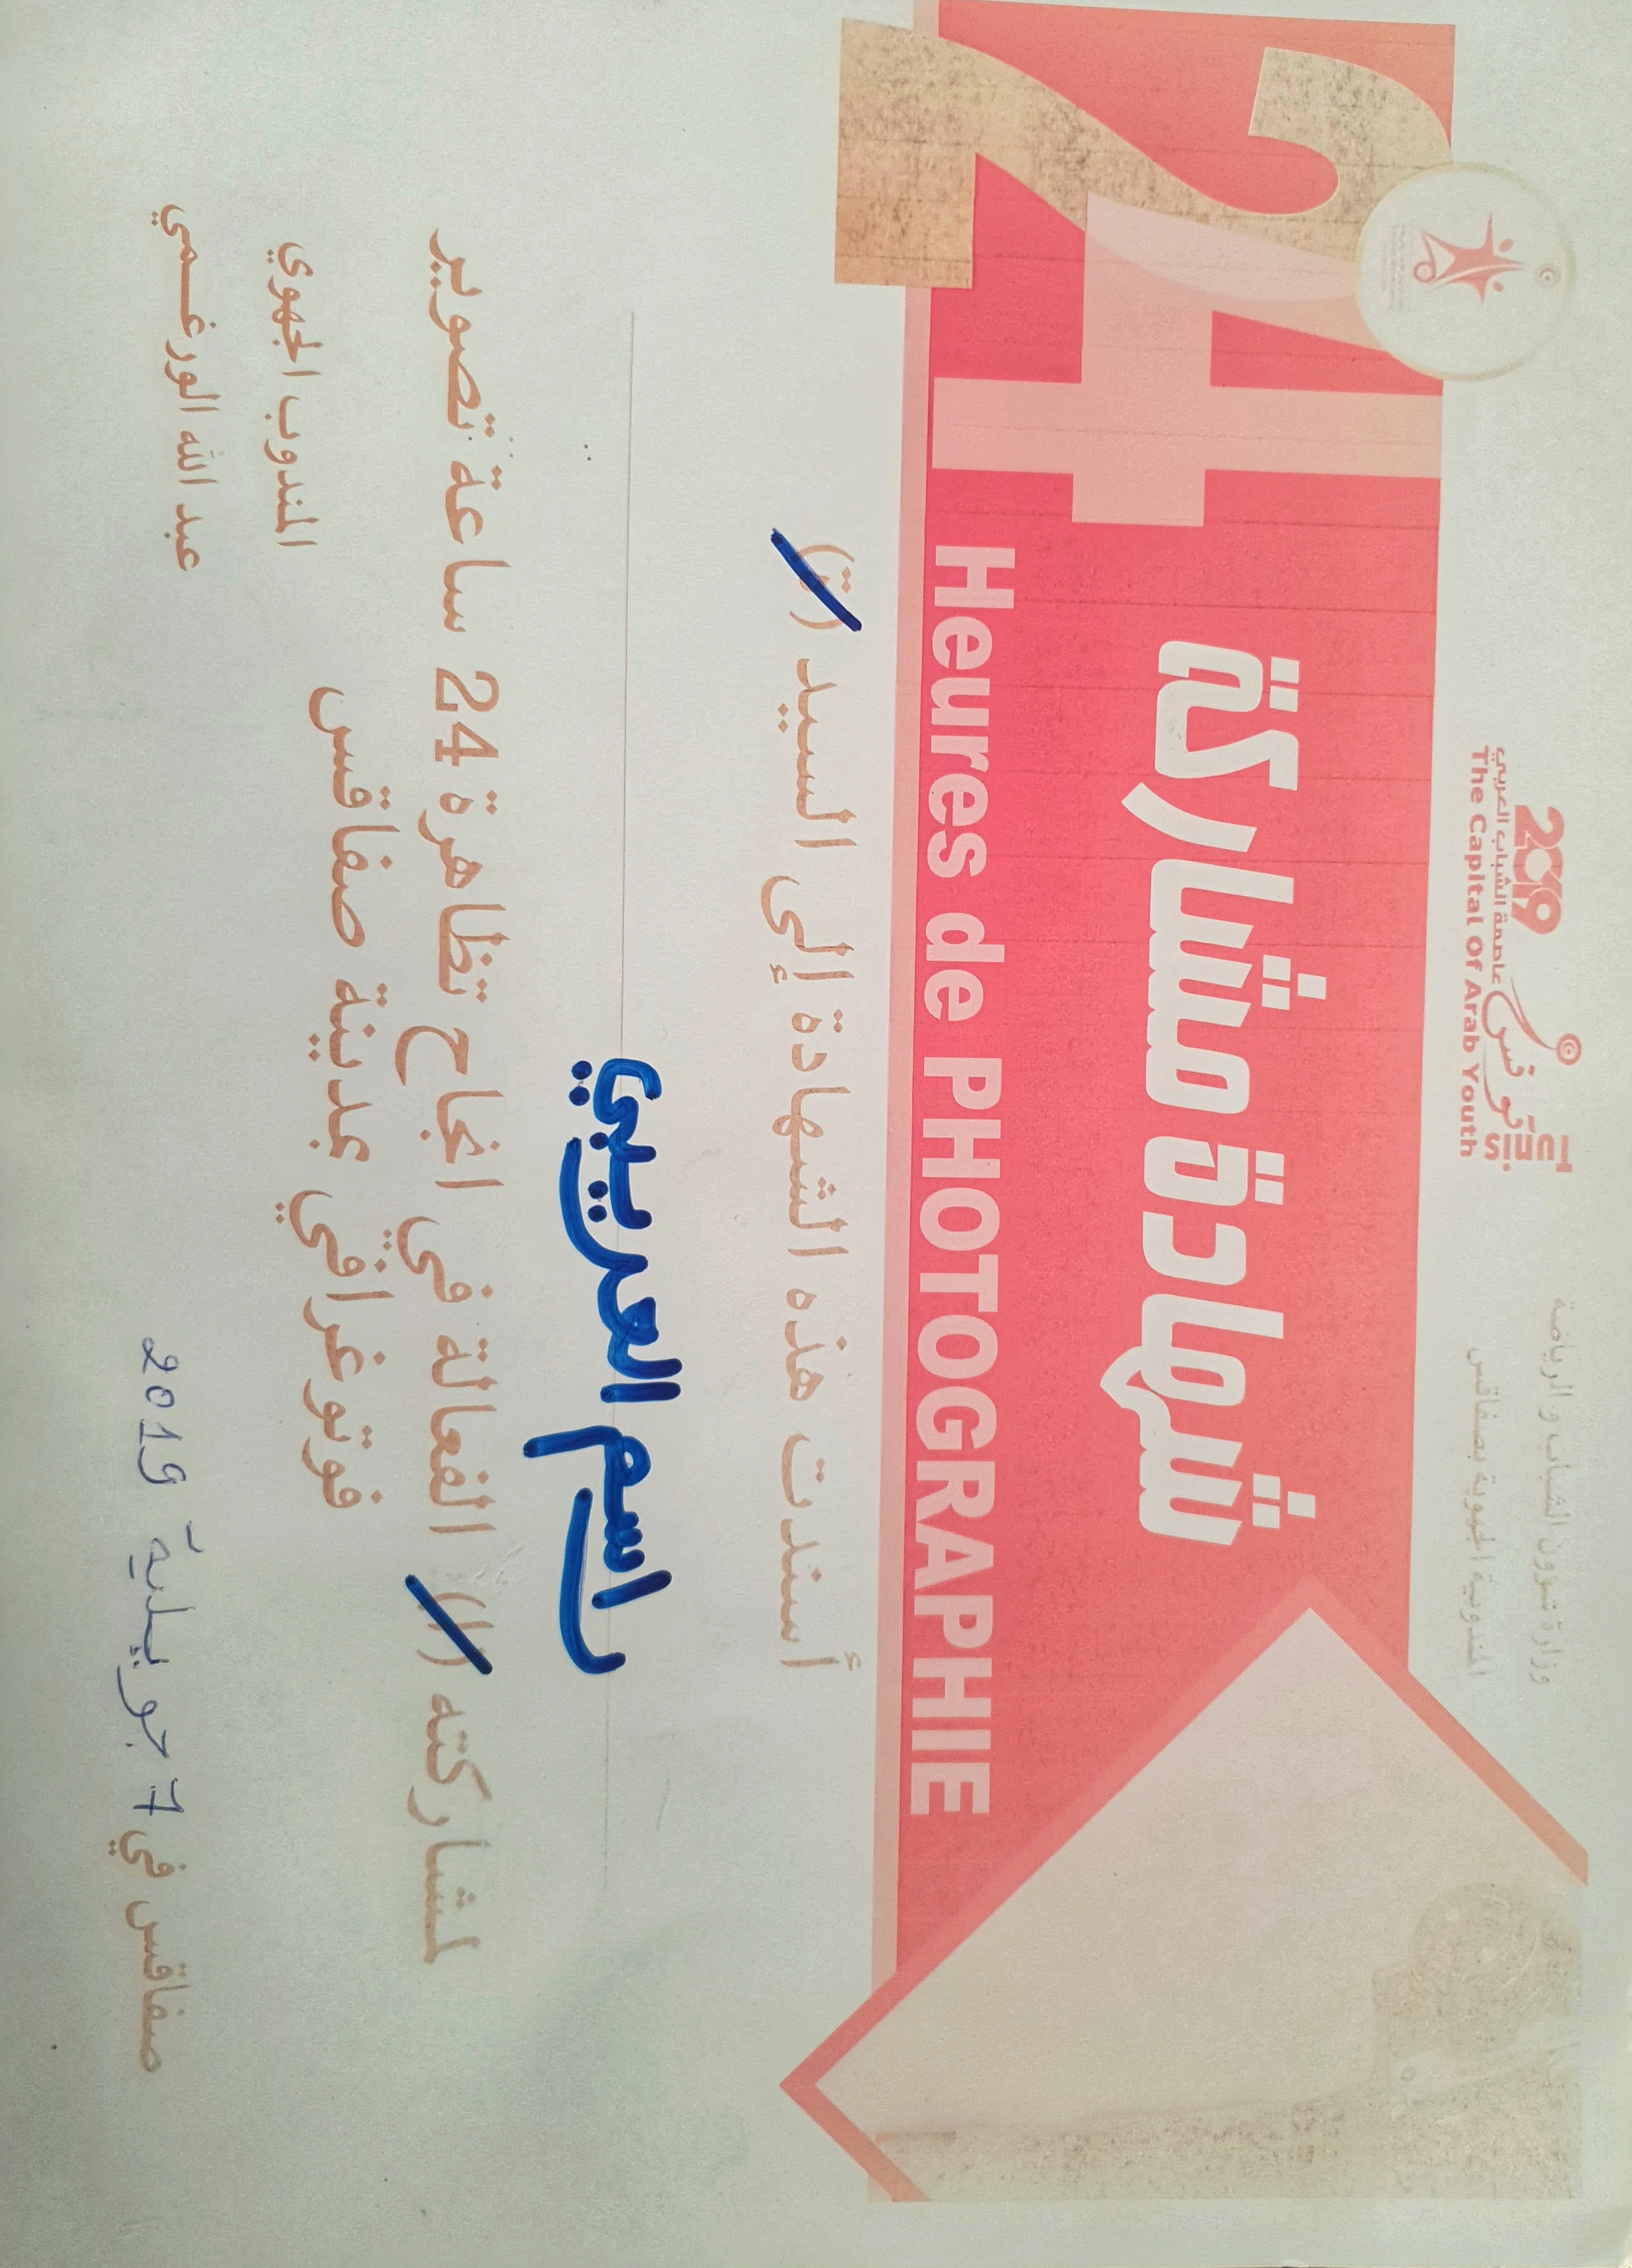 وزارة شؤون الشباب و الرياضة
المندوبية الجهوية بصفاقس
2019 تونس Tunis
عاصمة الشباب العربي
The Capital Of Arab Youth
شهادة مشاركة
24 Heures de PHOTOGRAPHIE
أسندت هذه الشهادة إلى السيد (ة)
راسم العريبي
لمشاركته (ا) الفعالة في انجاح تظاهرة 24 ساعة تصوير
فوتوغرافي بمدينة صفاقس
المندوب الجهوي
عبد الله الورغمي
صفاقس في 7 جويلية 2019